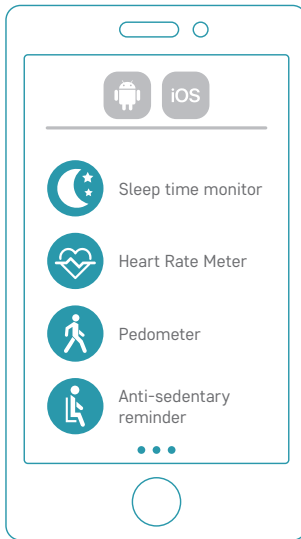 iOS
Sleep time monitor
Heart Rate Meter
Pedometer
Anti-sedentary
reminder